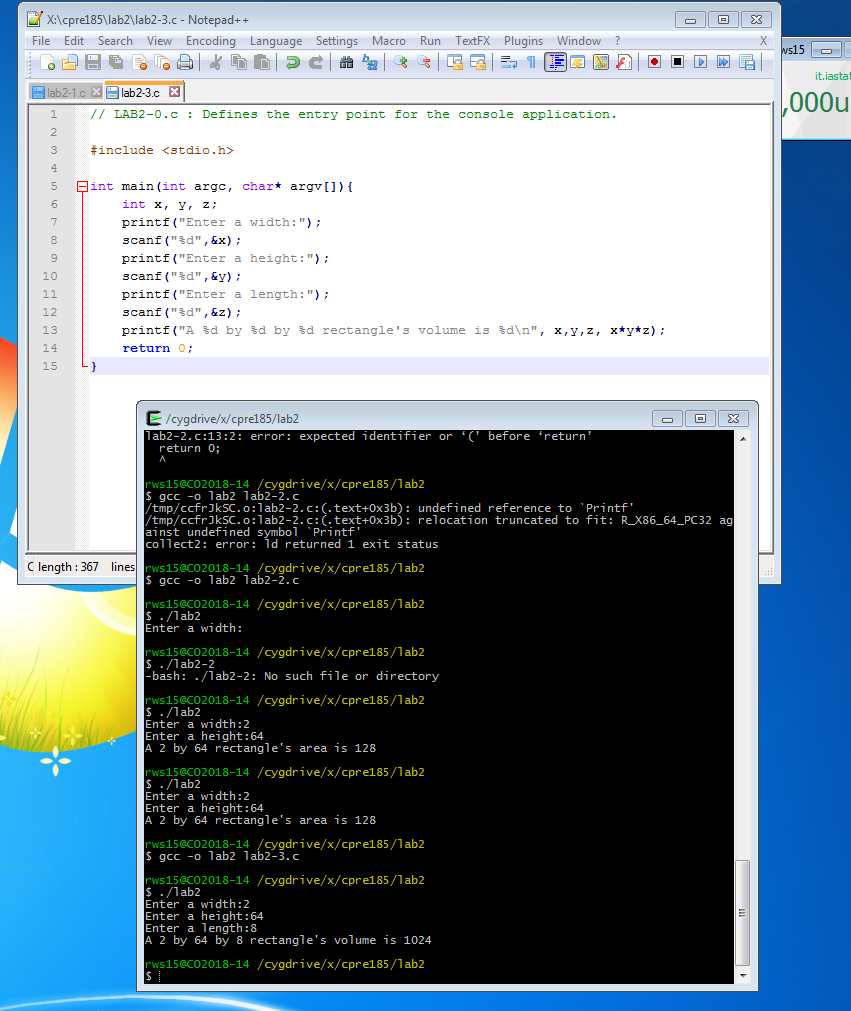 X:\cpre185\lab2\lab2-3.c - Notepad++
File Edit Search View Encoding Language Settings Macro Run TextFX Plugins Window ? X
lab2-1.c lab2-3.c
1 // LAB2-0.c : Defines the entry point for the console application.
2
3 #include <stdio.h>
4
5 int main(int argc, char* argv[]){
6 int x, y, z;
7 printf("Enter a width:");
8 scanf("%d",&x);
9 printf("Enter a height:");
10 scanf("%d",&y);
11 printf("Enter a length:");
12 scanf("%d",&z);
13 printf("A %d by %d by %d rectangle's volume is %d\n", x,y,z, x*y*z);
14 return 0;
15 }
C length : 367 lines
ws15
it.iastat
,000u
/cygdrive/x/cpre185/lab2
lab2-2.c:13:2: error: expected identifier or ‘(’ before ‘return’
return 0;
^
rws15@CO2018-14 /cygdrive/x/cpre185/lab2
$ gcc -o lab2 lab2-2.c
/tmp/ccfrJkSC.o:lab2-2.c:(.text+0x3b): undefined reference to `Printf'
/tmp/ccfrJkSC.o:lab2-2.c:(.text+0x3b): relocation truncated to fit: R_X86_64_PC32 ag
ainst undefined symbol `Printf'
collect2: error: ld returned 1 exit status
rws15@CO2018-14 /cygdrive/x/cpre185/lab2
$ gcc -o lab2 lab2-2.c
rws15@CO2018-14 /cygdrive/x/cpre185/lab2
$ ./lab2
Enter a width:
rws15@CO2018-14 /cygdrive/x/cpre185/lab2
$ ./lab2-2
-bash: ./lab2-2: No such file or directory
rws15@CO2018-14 /cygdrive/x/cpre185/lab2
$ ./lab2
Enter a width:2
Enter a height:64
A 2 by 64 rectangle's area is 128
rws15@CO2018-14 /cygdrive/x/cpre185/lab2
$ ./lab2
Enter a width:2
Enter a height:64
A 2 by 64 rectangle's area is 128
rws15@CO2018-14 /cygdrive/x/cpre185/lab2
$ gcc -o lab2 lab2-3.c
rws15@CO2018-14 /cygdrive/x/cpre185/lab2
$ ./lab2
Enter a width:2
Enter a height:64
Enter a length:8
A 2 by 64 by 8 rectangle's volume is 1024
rws15@CO2018-14 /cygdrive/x/cpre185/lab2
$